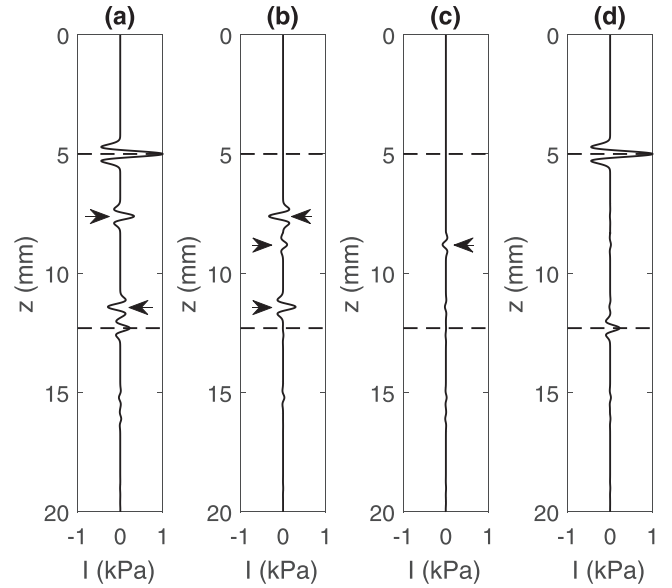 (a) (b) (c) (d)
0 0 0 0
5 5 5 5
10 10 10 10
15 15 15 15
20 20 20 20
z (mm) z (mm) z (mm) z (mm)
-1 0 1 -1 0 1 -1 0 1 -1 0 1
I (kPa) I (kPa) I (kPa) I (kPa)